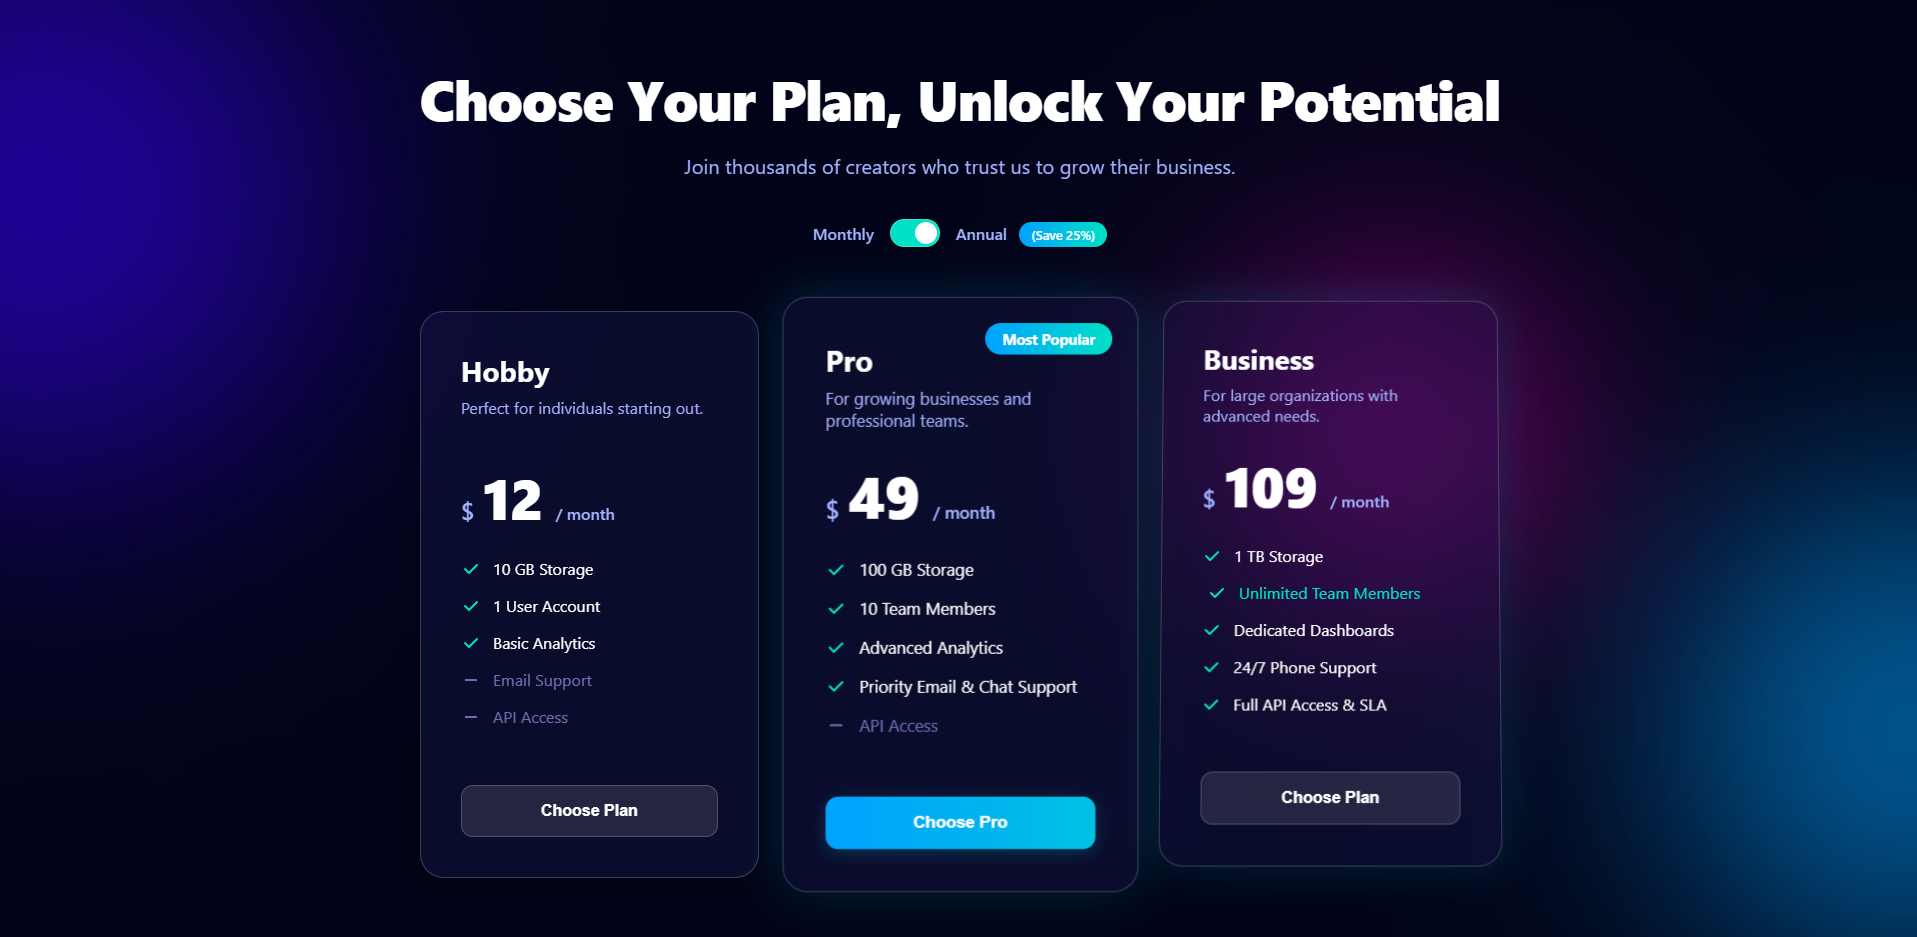 Choose Your Plan, Unlock Your Potential
Join thousands of creators who trust us to grow their business.
Monthly Annual (Save 25%)
Hobby
Perfect for individuals starting out.
$ 12 / month
10 GB Storage
1 User Account
Basic Analytics
Email Support
API Access
Choose Plan
Most Popular
Pro
For growing businesses and
professional teams.
$ 49 / month
100 GB Storage
10 Team Members
Advanced Analytics
Priority Email & Chat Support
API Access
Choose Pro
Business
For large organizations with
advanced needs.
$ 109 / month
1 TB Storage
Unlimited Team Members
Dedicated Dashboards
24/7 Phone Support
Full API Access & SLA
Choose Plan